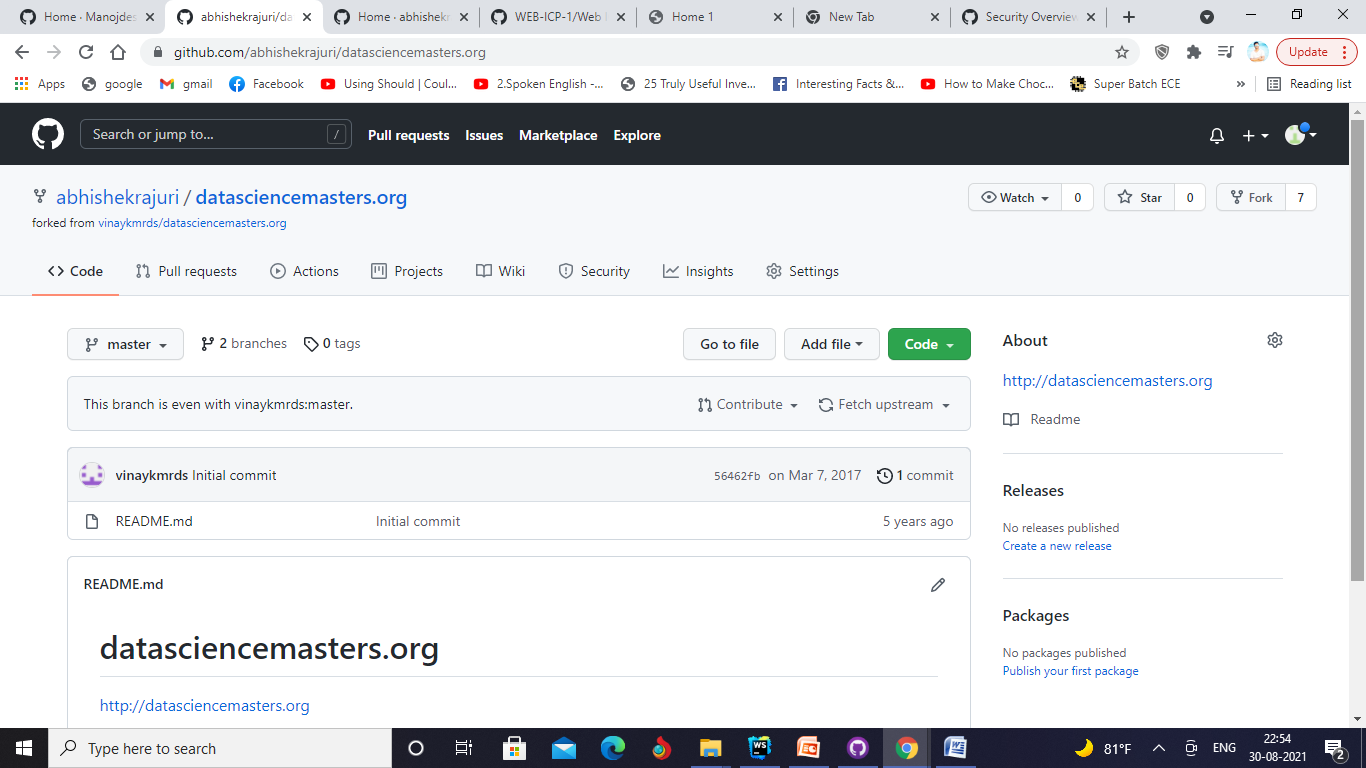 Home · Manojdes
abhishekrajuri/da
Home · abhishekr
WEB-ICP-1/Web
Home 1
New Tab
Security Overview
github.com/abhishekrajuri/datasciencemasters.org
Update
Apps
google
gmail
Facebook
Using Should | Coul...
2.Spoken English -...
25 Truly Useful Inve...
Interesting Facts &...
How to Make Choc...
Super Batch ECE
»
Reading list
Search or jump to...
/
Pull requests
Issues
Marketplace
Explore
abhishekrajuri / datasciencemasters.org
Watch
0
Star
0
Fork
7
forked from vinaykmrds/datasciencemasters.org
Code
Pull requests
Actions
Projects
Wiki
Security
Insights
Settings
master
2 branches
0 tags
Go to file
Add file
Code
This branch is even with vinaykmrds:master.
Contribute
Fetch upstream
vinaykmrds Initial commit
56462fb on Mar 7, 2017
1 commit
README.md
Initial commit
5 years ago
README.md
datasciencemasters.org
http://datasciencemasters.org
About
http://datasciencemasters.org
Readme
Releases
No releases published
Create a new release
Packages
No packages published
Publish your first package
Type here to search
WS
81°F
ENG
22:54
30-08-2021
2